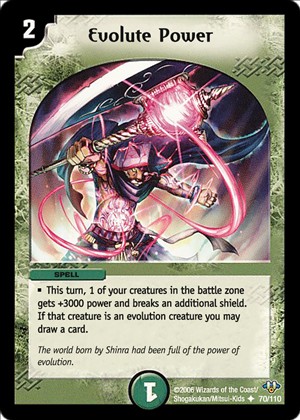 2
Evolute Power
SPELL
▪ This turn, 1 of your creatures in the battle zone
gets +3000 power and breaks an additional shield.
If that creature is an evolution creature you may
draw a card.
The world born by Shinra had been full of the power of
evolution.
1
©2006 Wizards of the Coast/
Shogakukan/Mitsui-Kids ♦ 70/110